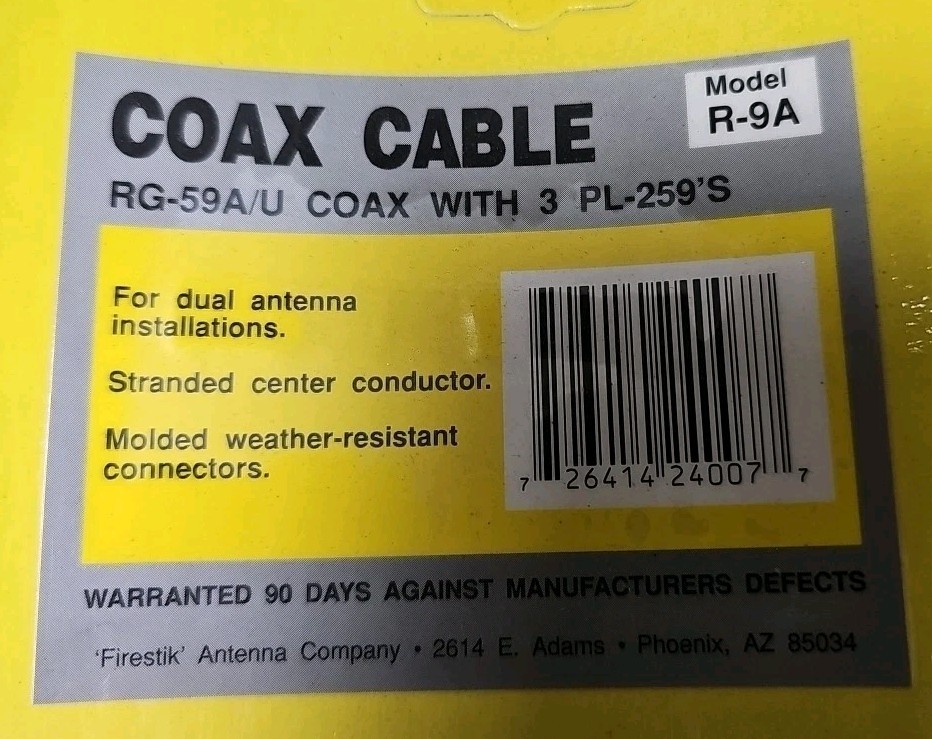 Model
R-9A
COAX CABLE
RG-59A/U COAX WITH 3 PL-259'S
For dual antenna
installations.
Stranded center conductor.
Molded weather-resistant
connectors.
7 26414 24007 7
WARRANTED 90 DAYS AGAINST MANUFACTURERS DEFECTS
'Firestik' Antenna Company • 2614 E. Adams • Phoenix, AZ 85034